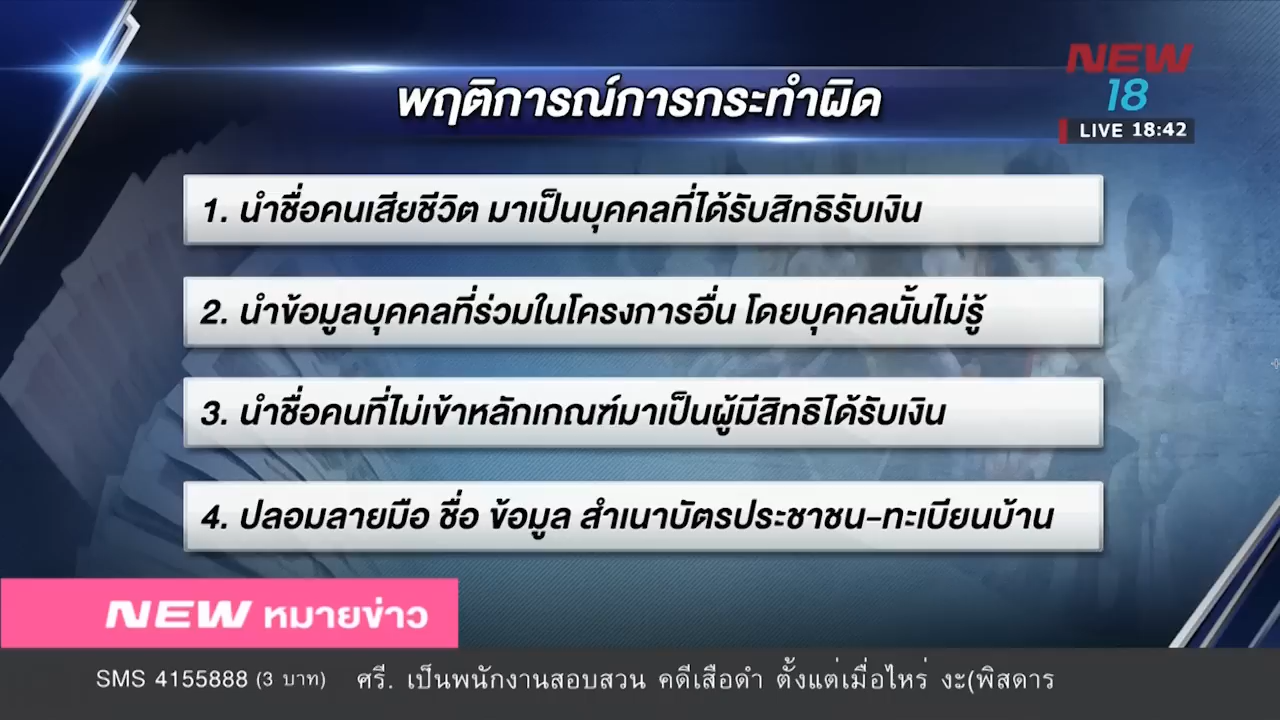 NEW
18
LIVE 18:42
พฤติการณ์การกระทำผิด
1. นำชื่อคนเสียชีวิต มาเป็นบุคคลที่ได้รับสิทธิรับเงิน
2. นำข้อมูลบุคคลที่ร่วมในโครงการอื่น โดยบุคคลนั้นไม่รู้
3. นำชื่อคนที่ไม่เข้าหลักเกณฑ์มาเป็นผู้มีสิทธิได้รับเงิน
4. ปลอมลายมือ ชื่อ ข้อมูล สำเนาบัตรประชาชน-ทะเบียนบ้าน
NEW หมายข่าว
SMS 4155888 (3 บาท) ศรี. เป็นพนักงานสอบสวน คดีเสือดำ ตั้งแต่เมื่อไหร่ งะ(พิสดาร